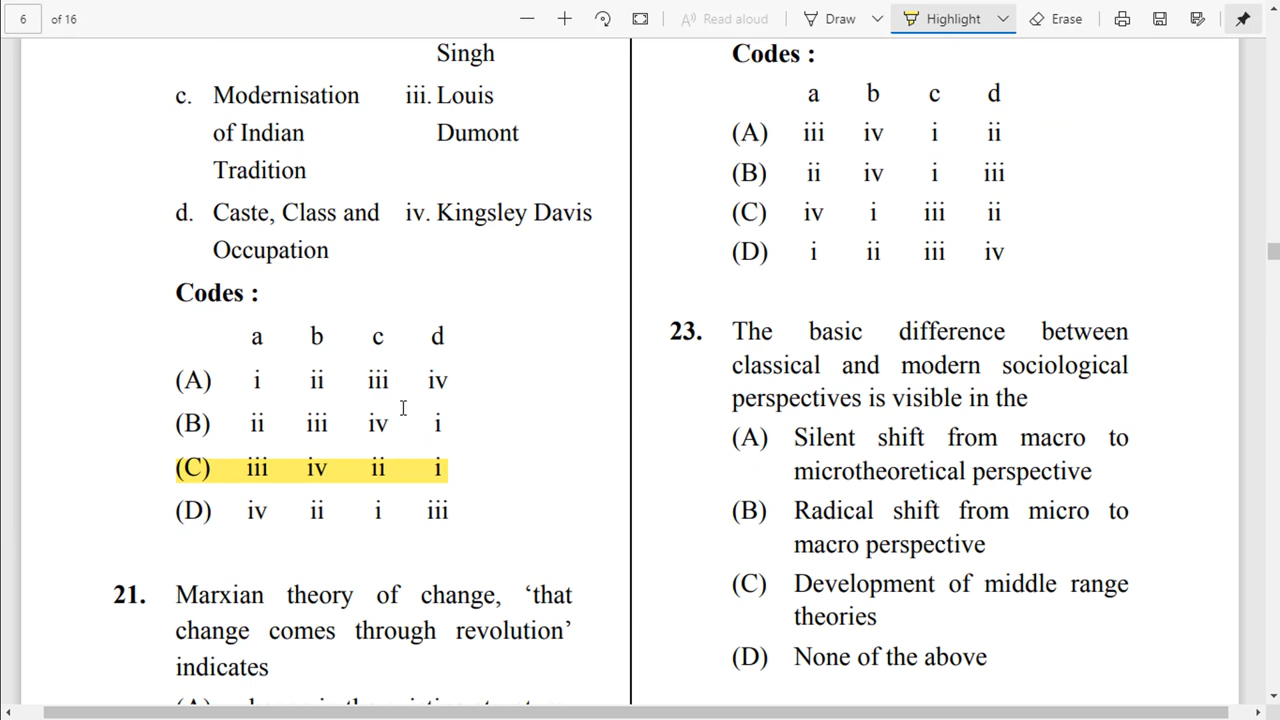 6 of 16
Read aloud
Draw
Highlight
Erase
Singh
c. Modernisation iii. Louis
of Indian Dumont
Tradition
d. Caste, Class and iv. Kingsley Davis
Occupation
Codes :
a b c d
(A) i ii iii iv
(B) ii iii iv i
(C) iii iv ii i
(D) iv ii i iii
21. Marxian theory of change, ‘that
change comes through revolution’
indicates
Codes :
a b c d
(A) iii iv i ii
(B) ii iv i iii
(C) iv i iii ii
(D) i ii iii iv
23. The basic difference between
classical and modern sociological
perspectives is visible in the
(A) Silent shift from macro to
microtheoretical perspective
(B) Radical shift from micro to
macro perspective
(C) Development of middle range
theories
(D) None of the above